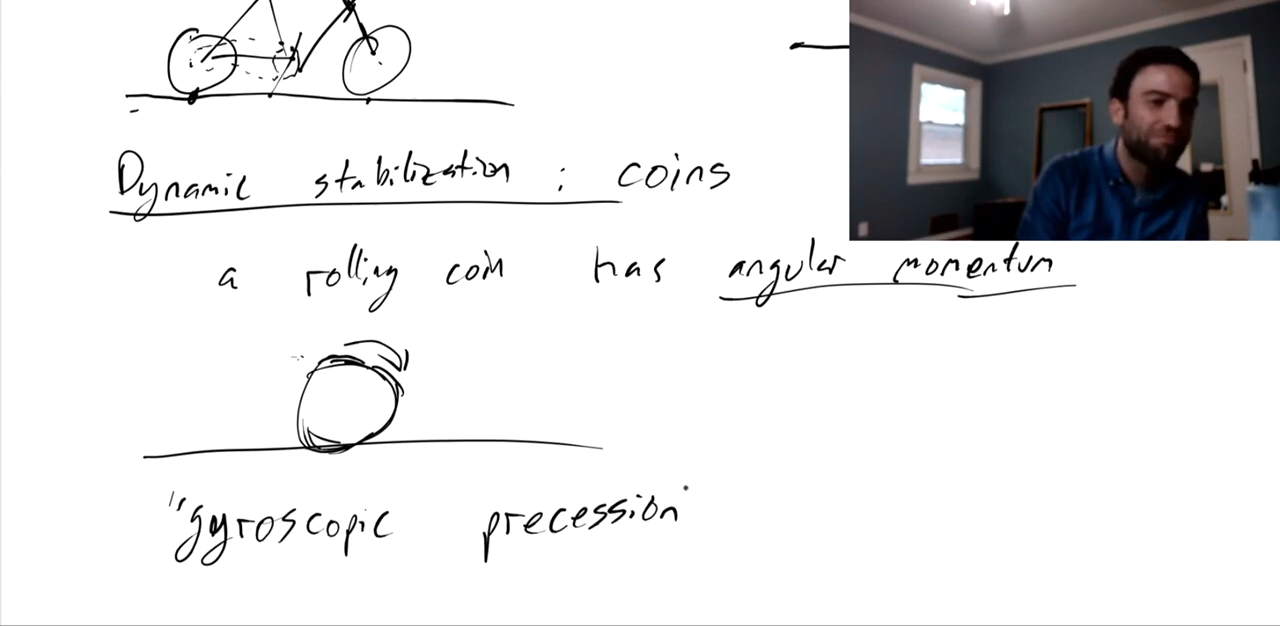 Dynamic stabilization : coins
a rolling coin has angular momentum
"gyroscopic precession"